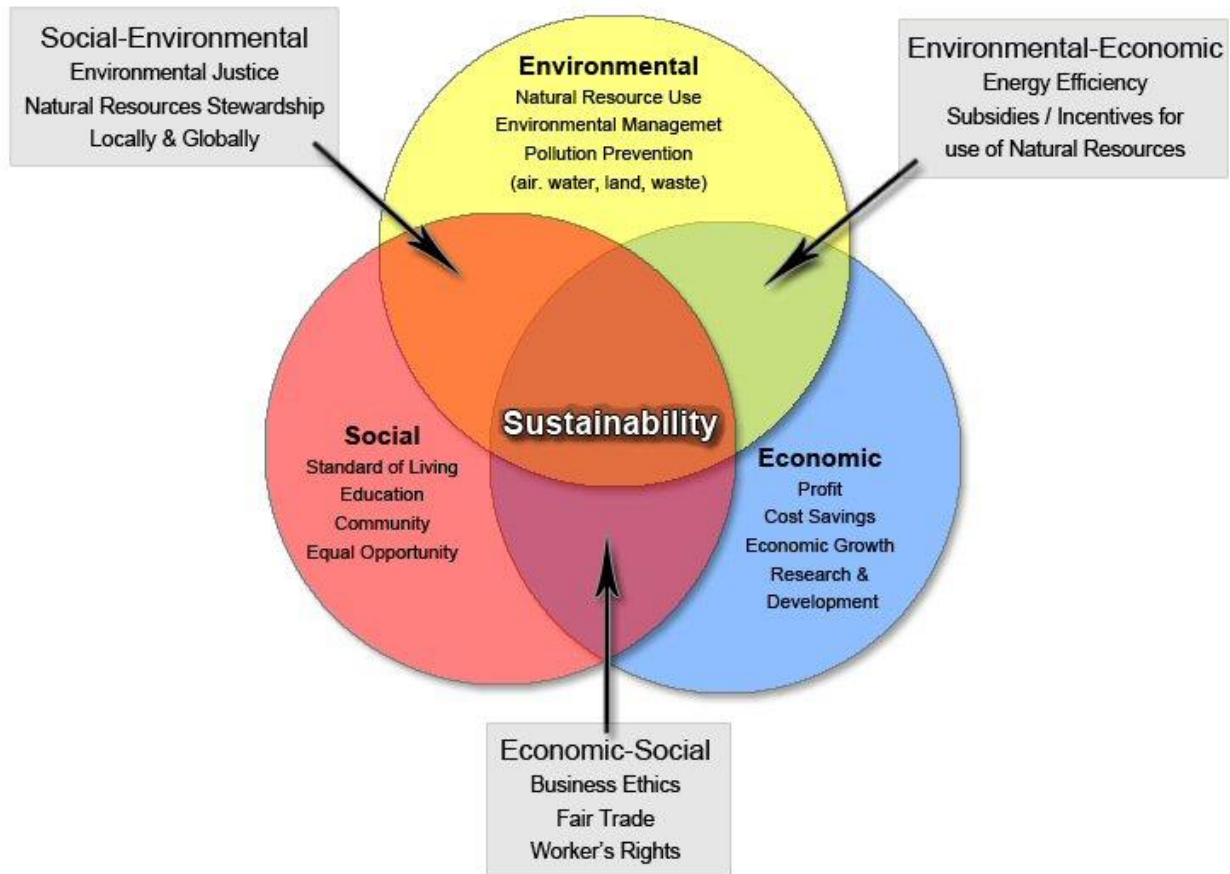 Social-Environmental
Environmental Justice
Natural Resources Stewardship
Locally & Globally
Environmental
Natural Resource Use
Environmental Managemet
Pollution Prevention
(air. water, land, waste)
Environmental-Economic
Energy Efficiency
Subsidies / Incentives for
use of Natural Resources
Sustainability
Social
Standard of Living
Education
Community
Equal Opportunity
Economic
Profit
Cost Savings
Economic Growth
Research &
Development
Economic-Social
Business Ethics
Fair Trade
Worker's Rights